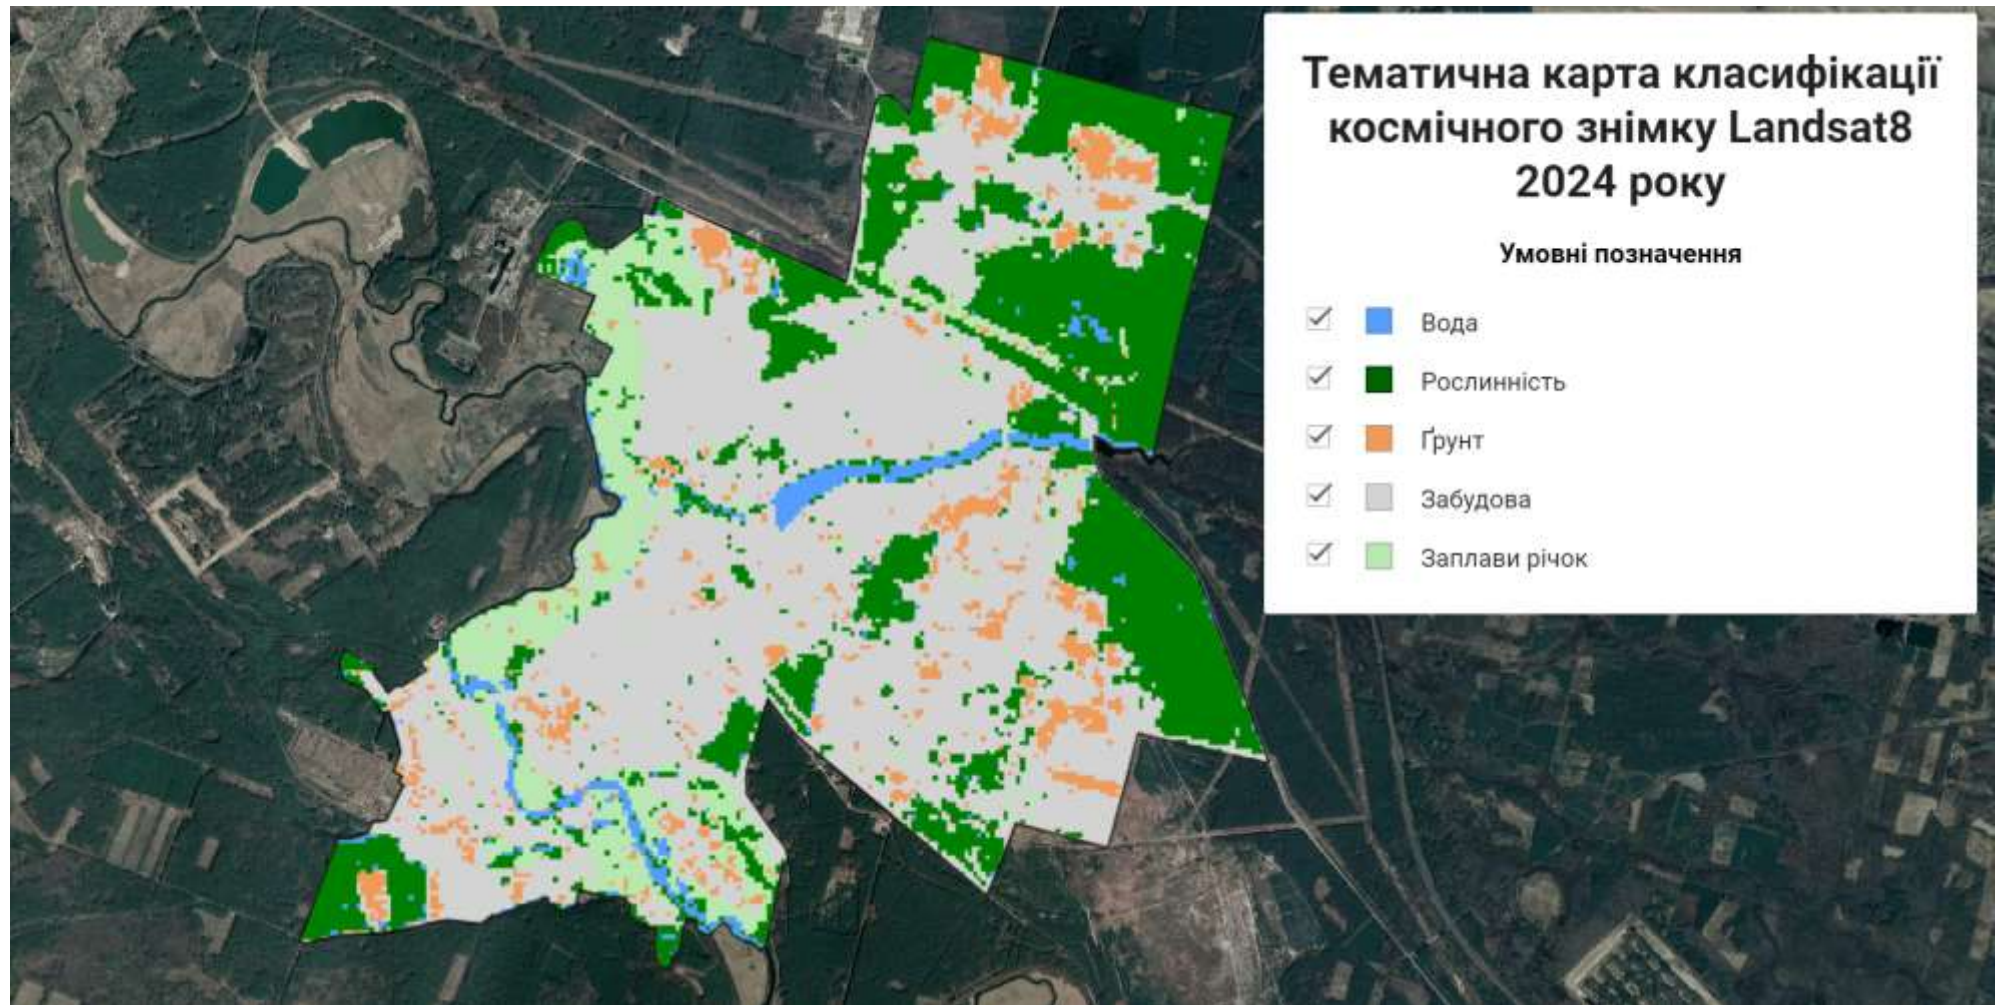 Тематична карта класифікації
космічного знімку Landsat8
2024 року
Умовні позначення
Вода
Рослинність
Ґрунт
Забудова
Заплави річок